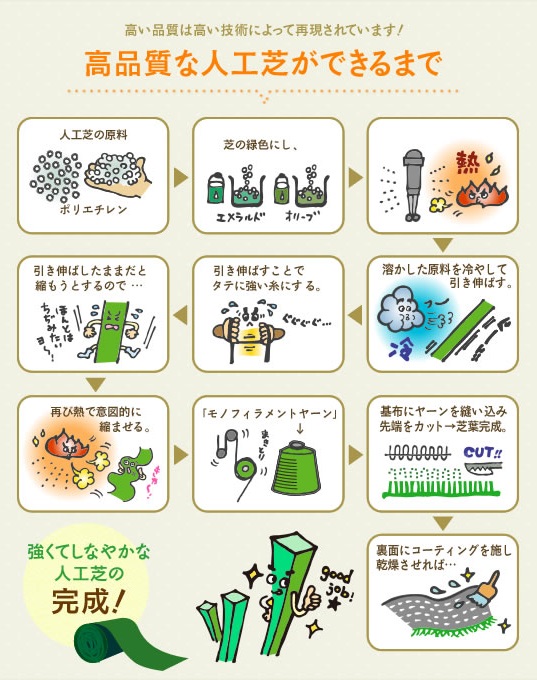 高い品質は高い技術によって再現されています!
高品質な人工芝ができるまで
人工芝の原料
ポリエチレン
芝の緑色にし、
エメラルド
オリーブ
熱
溶かした原料を冷やして
引き伸ばす。
冷
引き伸ばすことで
タテに強い糸にする。
ぐぐぐぐ…
引き伸ばしたままだと
縮もうとするので…
ほんとは
ちぢみたい
ヨ〜!
再び熱で意図的に
縮ませる。
「モノフィラメントヤーン」
まきとり
基布にヤーンを縫い込み
先端をカット→芝葉完成。
CUT!!
裏面にコーティングを施し
乾燥させれば…
good
job!
強くてしなやかな
人工芝の
完成!